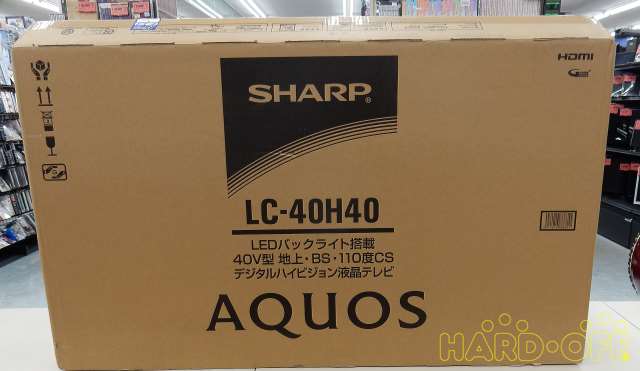 HDMI
SHARP®
LC-40H40
LEDバックライト搭載
40V型 地上・BS・110度CS
デジタルハイビジョン液晶テレビ
AQUOS
HARD・OFF